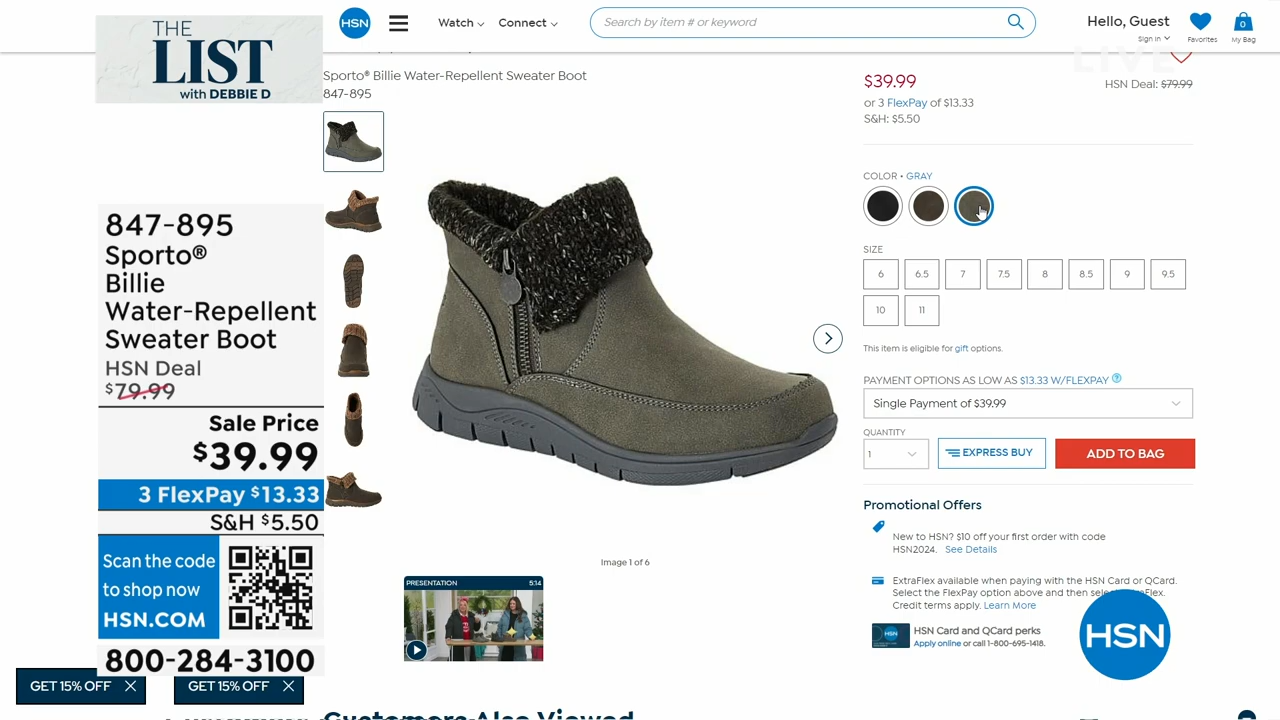 THE
LIST
with DEBBIE D
HSN
Watch
Connect
Search by item # or keyword
Hello, Guest
Sign in
Favorites
0
My Bag
LIVE
Sporto® Billie Water-Repellent Sweater Boot
847-895
$39.99
HSN Deal: $79.99
or 3 FlexPay of $13.33
S&H: $5.50
COLOR • GRAY
SIZE
6 6.5 7 7.5 8 8.5 9 9.5
10 11
This item is eligible for gift options.
PAYMENT OPTIONS AS LOW AS $13.33 W/FLEXPAY
Single Payment of $39.99
QUANTITY
1
EXPRESS BUY
ADD TO BAG
Promotional Offers
New to HSN? $10 off your first order with code
HSN2024. See Details
ExtraFlex available when paying with the HSN Card or QCard.
Select the FlexPay option above and then
Credit terms apply. Learn More
HSN Card and QCard perks
Apply online or call 1-800-695-1418.
HSN
847-895
Sporto®
Billie
Water-Repellent
Sweater Boot
HSN Deal
$79.99
Sale Price
$39.99
3 FlexPay $13.33
S&H $5.50
Scan the code
to shop now
HSN.COM
800-284-3100
GET 15% OFF
GET 15% OFF
Image 1 of 6
PRESENTATION 5:14
Customers Also Viewed